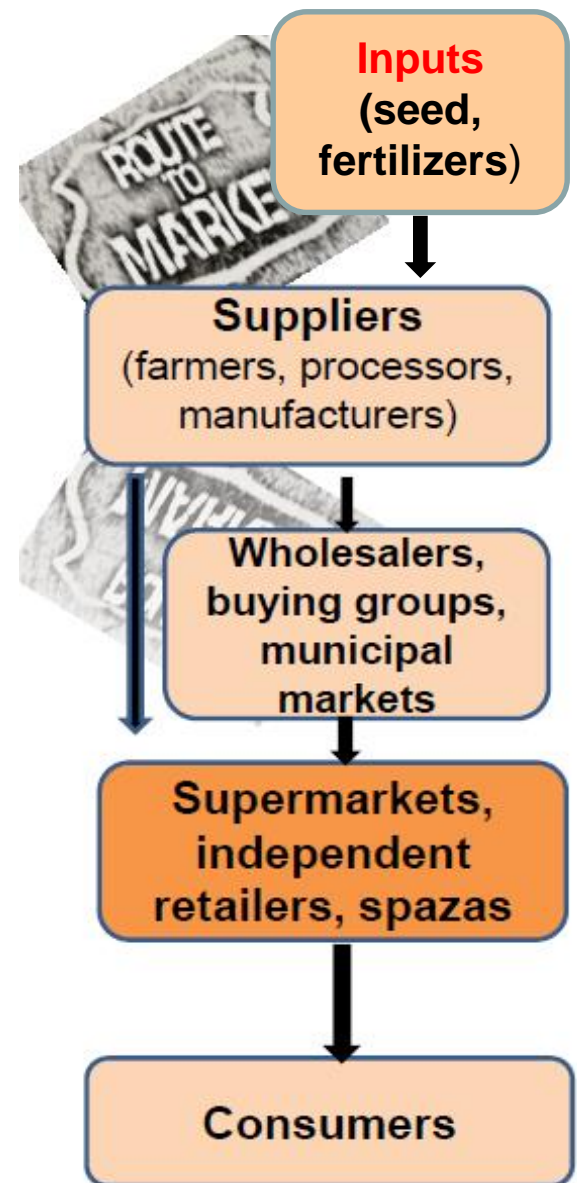 Inputs
(seed,
fertilizers)
ROUTE
TO
MARKE
Suppliers
(farmers, processors,
manufacturers)
Wholesalers,
buying groups,
municipal
markets
Supermarkets,
independent
retailers, spazas
Consumers